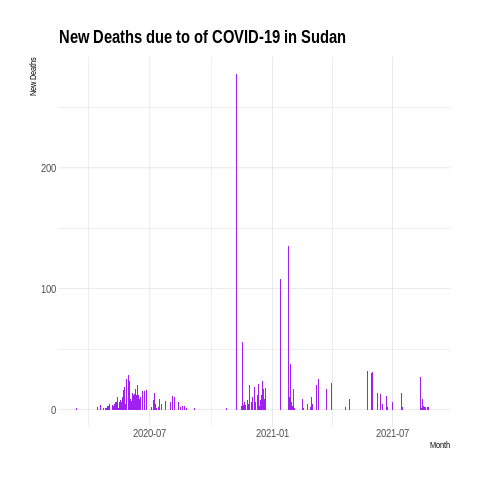 New Deaths due to of COVID-19 in Sudan
New Deaths
200
100
0
2020-07
2021-01
2021-07
Month